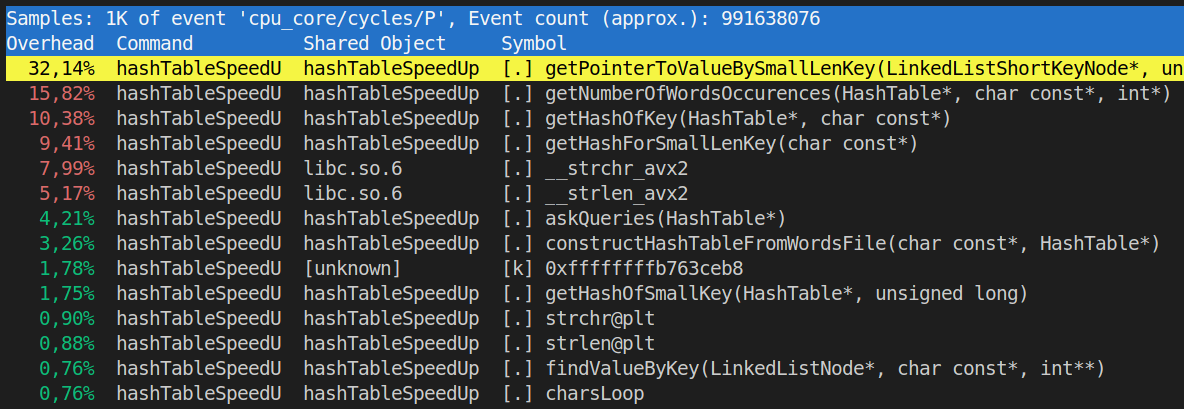 Samples: 1K of event 'cpu_core/cycles/P', Event count (approx.): 991638076
Overhead  Command  Shared Object  Symbol
32,14%  hashTableSpeedU  hashTableSpeedUp  [.] getPointerToValueBySmallLenKey(LinkedListShortKeyNode*, un
15,82%  hashTableSpeedU  hashTableSpeedUp  [.] getNumberOfWordsOccurences(HashTable*, char const*, int*)
10,38%  hashTableSpeedU  hashTableSpeedUp  [.] getHashOfKey(HashTable*, char const*)
9,41%  hashTableSpeedU  hashTableSpeedUp  [.] getHashForSmallLenKey(char const*)
7,99%  hashTableSpeedU  libc.so.6  [.] __strchr_avx2
5,17%  hashTableSpeedU  libc.so.6  [.] __strlen_avx2
4,21%  hashTableSpeedU  hashTableSpeedUp  [.] askQueries(HashTable*)
3,26%  hashTableSpeedU  hashTableSpeedUp  [.] constructHashTableFromWordsFile(char const*, HashTable*)
1,78%  hashTableSpeedU  [unknown]  [k] 0xffffffffb763ceb8
1,75%  hashTableSpeedU  hashTableSpeedUp  [.] getHashOfSmallKey(HashTable*, unsigned long)
0,90%  hashTableSpeedU  hashTableSpeedUp  [.] strchr@plt
0,88%  hashTableSpeedU  hashTableSpeedUp  [.] strlen@plt
0,76%  hashTableSpeedU  hashTableSpeedUp  [.] findValueByKey(LinkedListNode*, char const*, int**)
0,76%  hashTableSpeedU  hashTableSpeedUp  [.] charsLoop